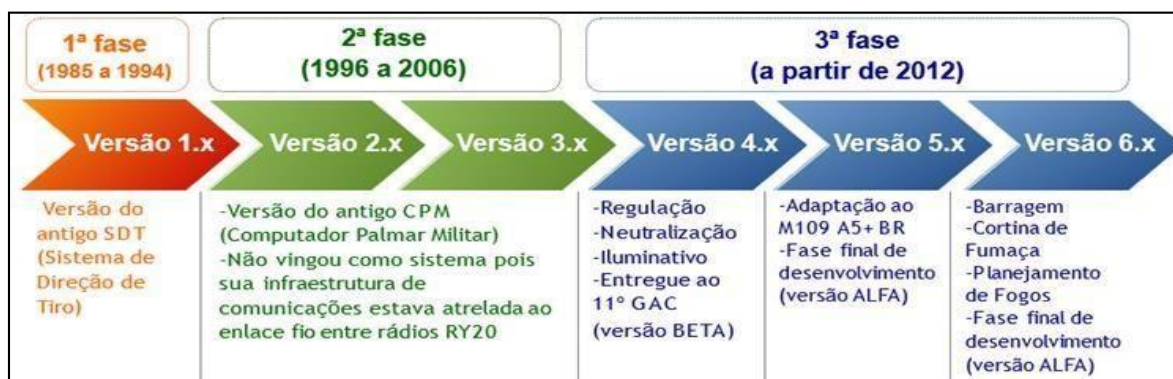 1ª fase
(1985 a 1994)
2ª fase
(1996 a 2006)
3ª fase
(a partir de 2012)
Versão 1.x
Versão 2.x
Versão 3.x
Versão 4.x
Versão 5.x
Versão 6.x
Versão do
antigo SDT
(Sistema de
Direção de
Tiro)
-Versão do antigo CPM
(Computador Palmar Militar)
-Não vingou como sistema pois
sua infraestrutura de
comunicações estava atrelada ao
enlace fio entre rádios RY20
-Regulação
-Neutralização
-Iluminativo
-Entregue ao
11° GAC
(versão BETA)
-Adaptação ao
M109 A5+ BR
-Fase final de
desenvolvimento
(versão ALFA)
-Barragem
-Cortina de
Fumaça
-Planejamento
de Fogos
-Fase final de
desenvolvimento
(versão ALFA)